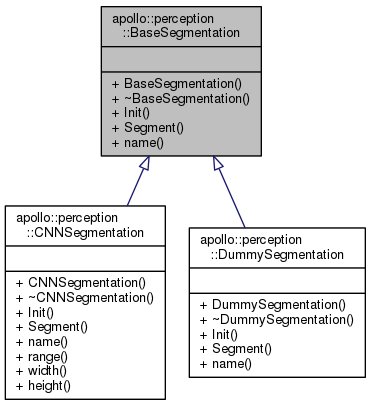 apollo::perception
::BaseSegmentation
+ BaseSegmentation()
+ ~BaseSegmentation()
+ Init()
+ Segment()
+ name()
apollo::perception
::CNNSegmentation
+ CNNSegmentation()
+ ~CNNSegmentation()
+ Init()
+ Segment()
+ name()
+ range()
+ width()
+ height()
apollo::perception
::DummySegmentation
+ DummySegmentation()
+ ~DummySegmentation()
+ Init()
+ Segment()
+ name()